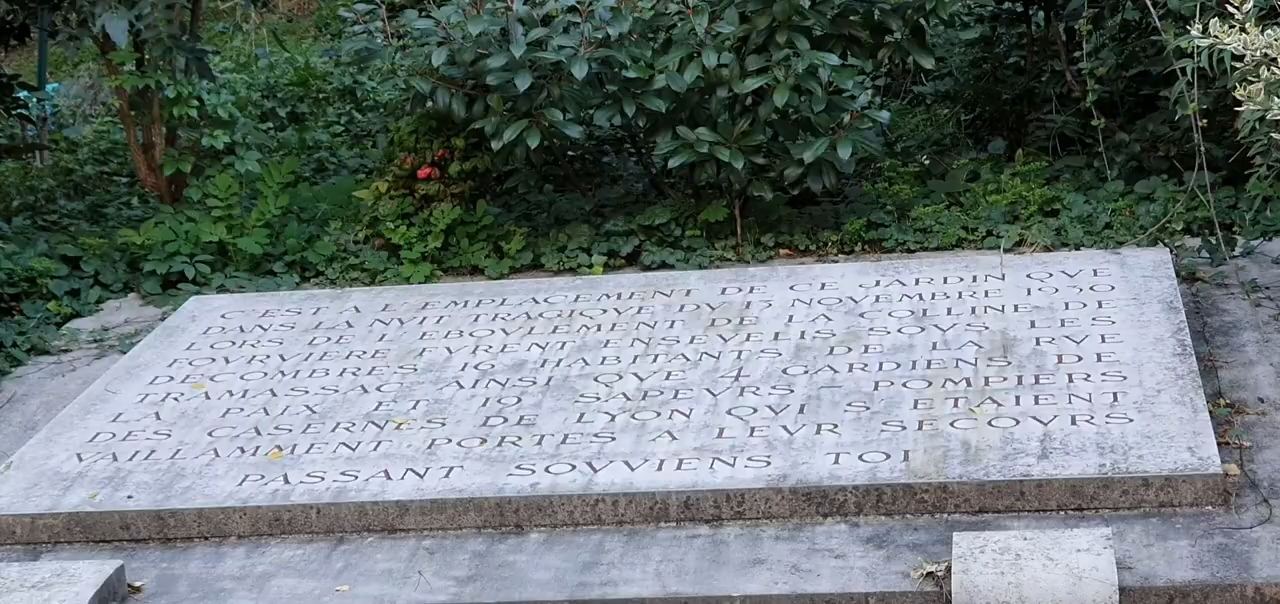 C'EST A L'EMPLACEMENT DE CE JARDIN QVE
DANS LA NVIT TRAGIQVE DV 13 NOVEMBRE 1930
LORS DE L'EBOVLEMENT DE LA COLLINE DE
FOVRVIERE FVRENT ENSEVELIS SOVS LES
DECOMBRES 16 HABITANTS DE LA RVE
TRAMASSAC AINSI QVE 4 GARDIENS DE
LA PAIX ET 19 SAPEVRS - POMPIERS
DES CASERNES DE LYON QVI S'ETAIENT
VAILLAMMENT PORTES A LEVR SECOVRS
PASSANT SOVVIENS TOI